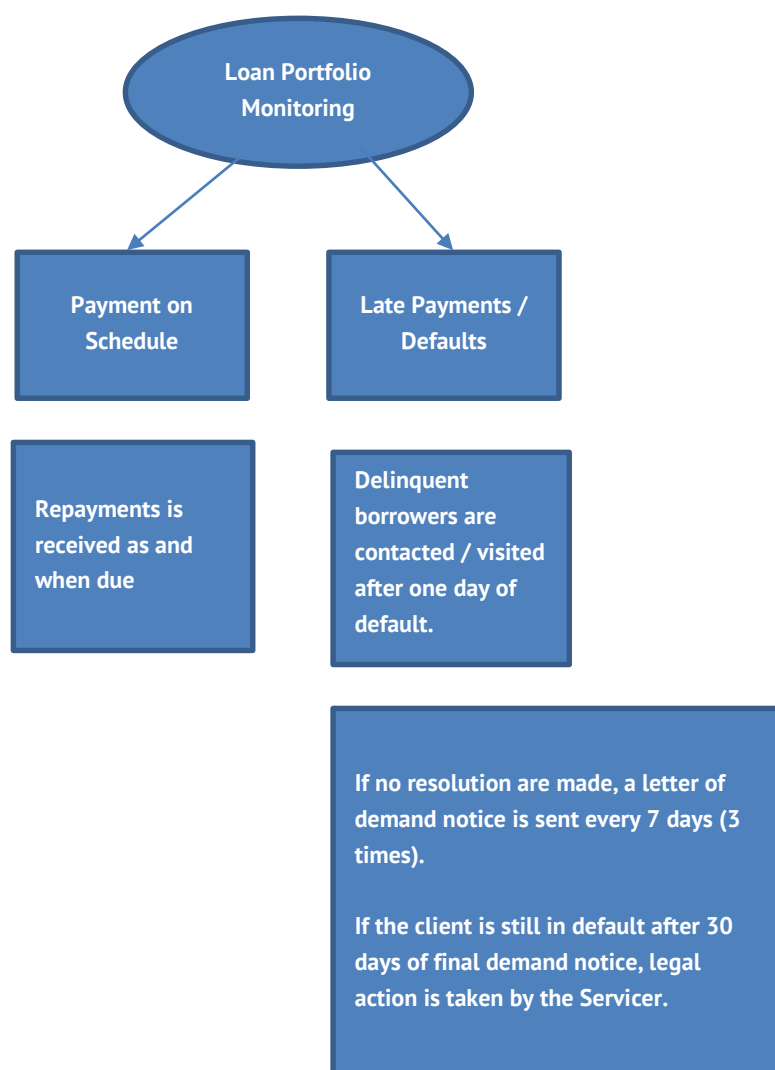 Loan Portfolio
Monitoring
Payment on
Schedule
Late Payments /
Defaults
Repayments is
received as and
when due
Delinquent
borrowers are
contacted / visited
after one day of
default.
If no resolution are made, a letter of
demand notice is sent every 7 days (3
times).
If the client is still in default after 30
days of final demand notice, legal
action is taken by the Servicer.